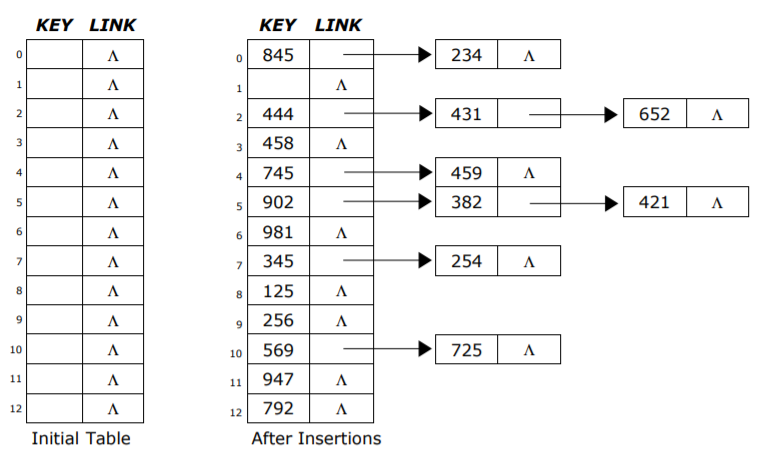 KEY LINK KEY LINK
0 Λ 0 845 234 Λ
1 Λ 1 Λ
2 Λ 2 444 431 652 Λ
3 Λ 3 458 Λ
4 Λ 4 745 459 Λ
5 Λ 5 902 382 421 Λ
6 Λ 6 981 Λ
7 Λ 7 345 254 Λ
8 Λ 8 125 Λ
9 Λ 9 256 Λ
10 Λ 10 569 725 Λ
11 Λ 11 947 Λ
12 Λ 12 792 Λ
Initial Table After Insertions